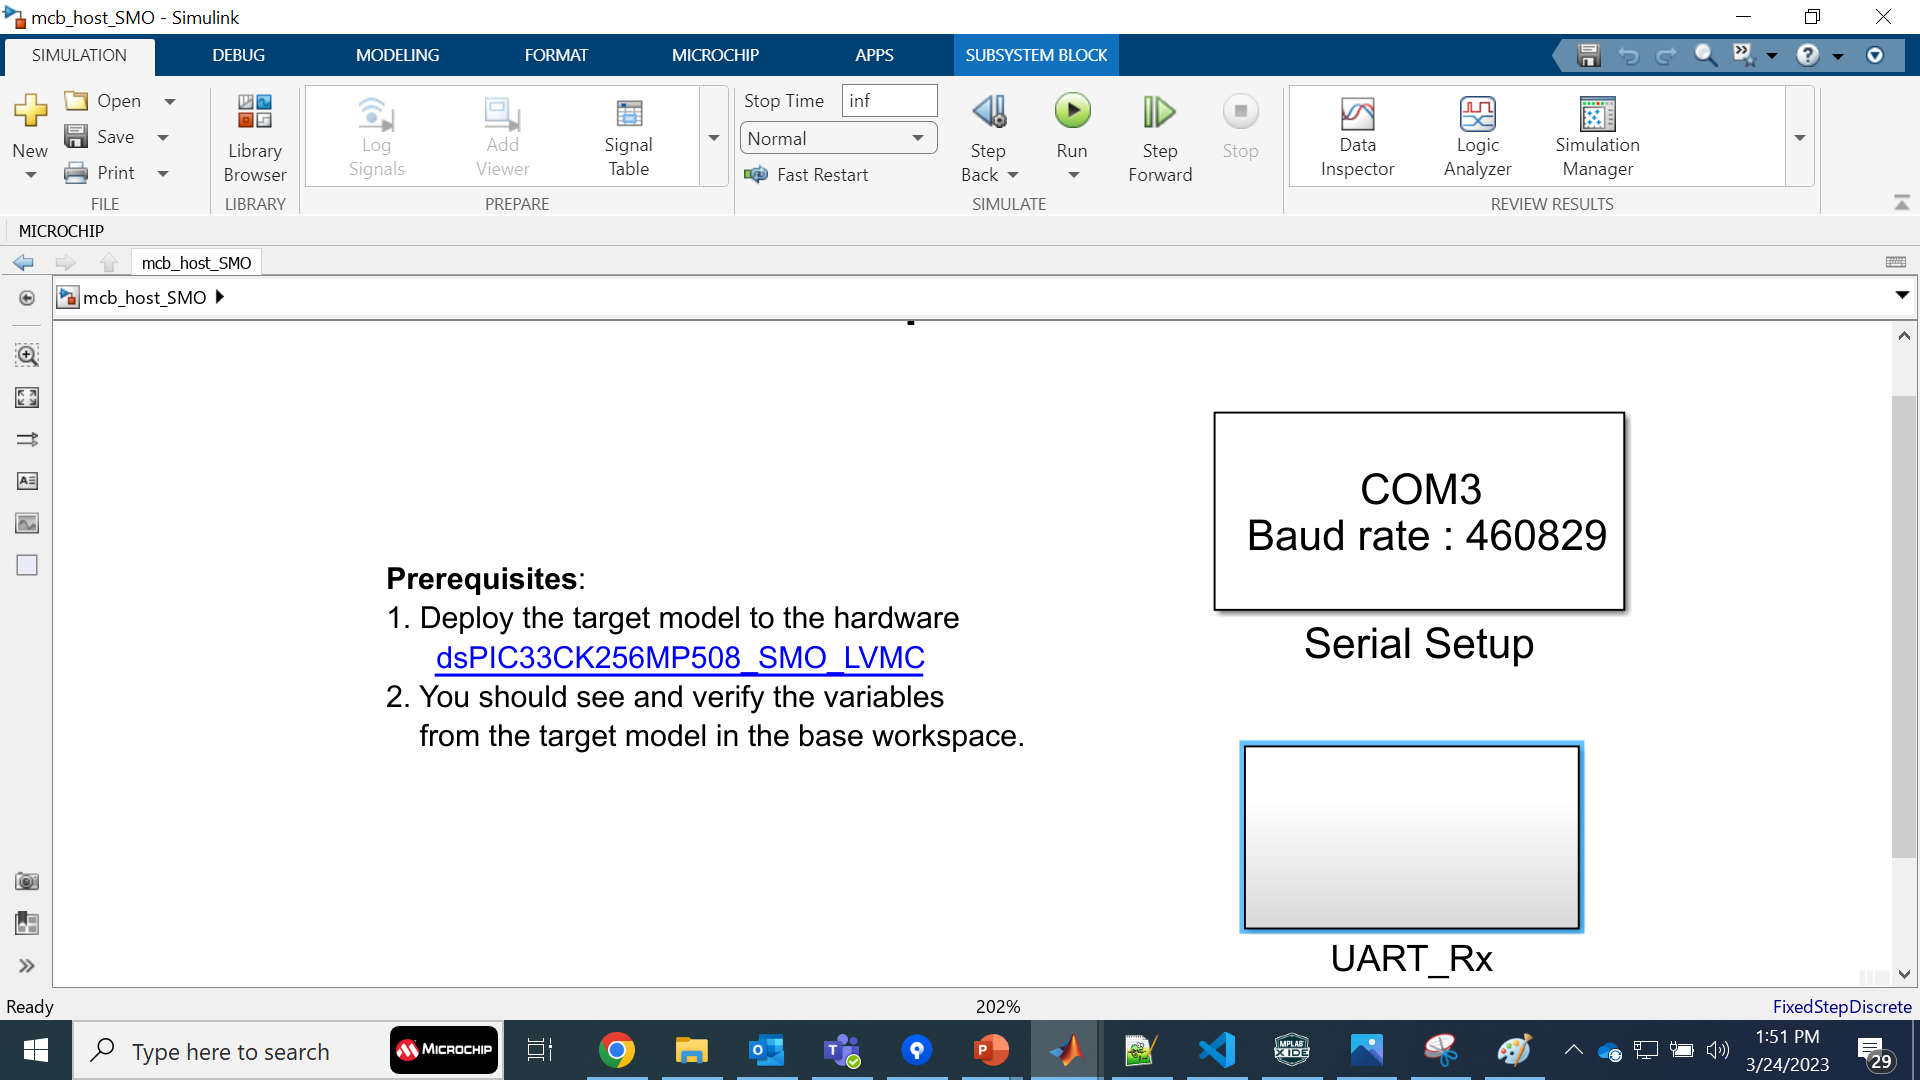 mcb_host_SMO - Simulink
SIMULATION DEBUG MODELING FORMAT MICROCHIP APPS SUBSYSTEM BLOCK
New
Open
Save
Print
FILE
Library
Browser
LIBRARY
Log
Signals
Add
Viewer
Signal
Table
PREPARE
Stop Time inf
Normal
Fast Restart
Step
Back
Run
Step
Forward
Stop
SIMULATE
Data
Inspector
Logic
Analyzer
Simulation
Manager
REVIEW RESULTS
MICROCHIP
mcb_host_SMO
mcb_host_SMO
COM3
Baud rate : 460829
Serial Setup
Prerequisites:
1. Deploy the target model to the hardware
dsPIC33CK256MP508_SMO_LVMC
2. You should see and verify the variables
from the target model in the base workspace.
UART_Rx
Ready 202% FixedStepDiscrete
Type here to search
MICROCHIP
MPLAB
X IDE
1:51 PM
3/24/2023
29